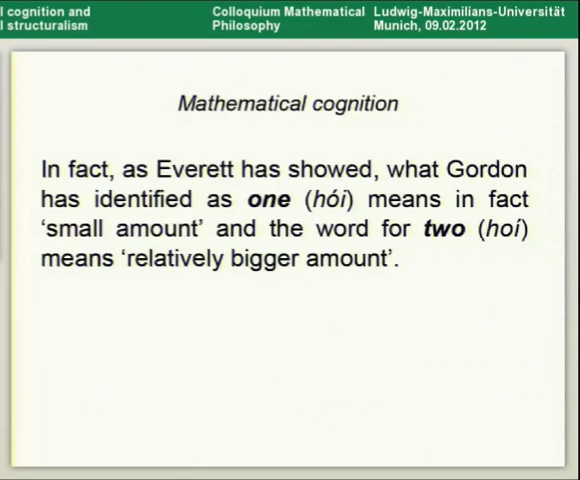 l cognition and
l structuralism
Colloquium Mathematical
Philosophy
Ludwig-Maximilians-Universität
Munich, 09.02.2012
Mathematical cognition
In fact, as Everett has showed, what Gordon
has identified as one (hói) means in fact
‘small amount’ and the word for two (hoí)
means ‘relatively bigger amount’.